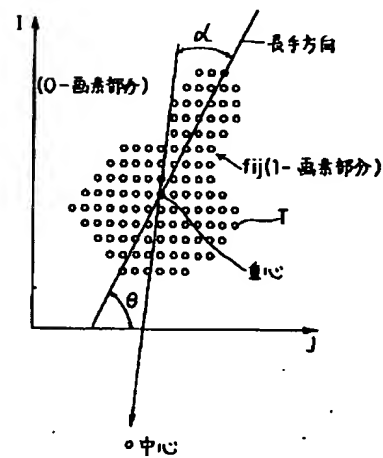 I
α
長手方向
(0-画素部分)
fij(1-画素部分)
T
重心
θ
J
中心